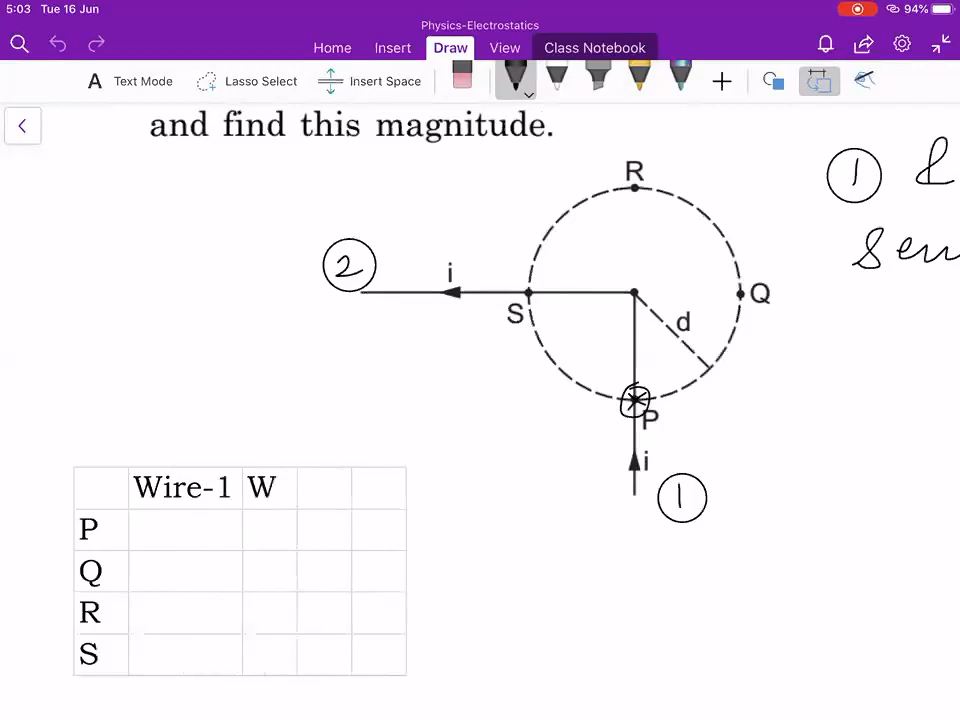 5:03 Tue 16 Jun
94%
Physics-Electrostatics
Home Insert Draw View Class Notebook
A Text Mode Lasso Select Insert Space
and find this magnitude.
R
1 &
2
i
S
Q
d
P
i
1
Wire-1 W
P
Q
R
S